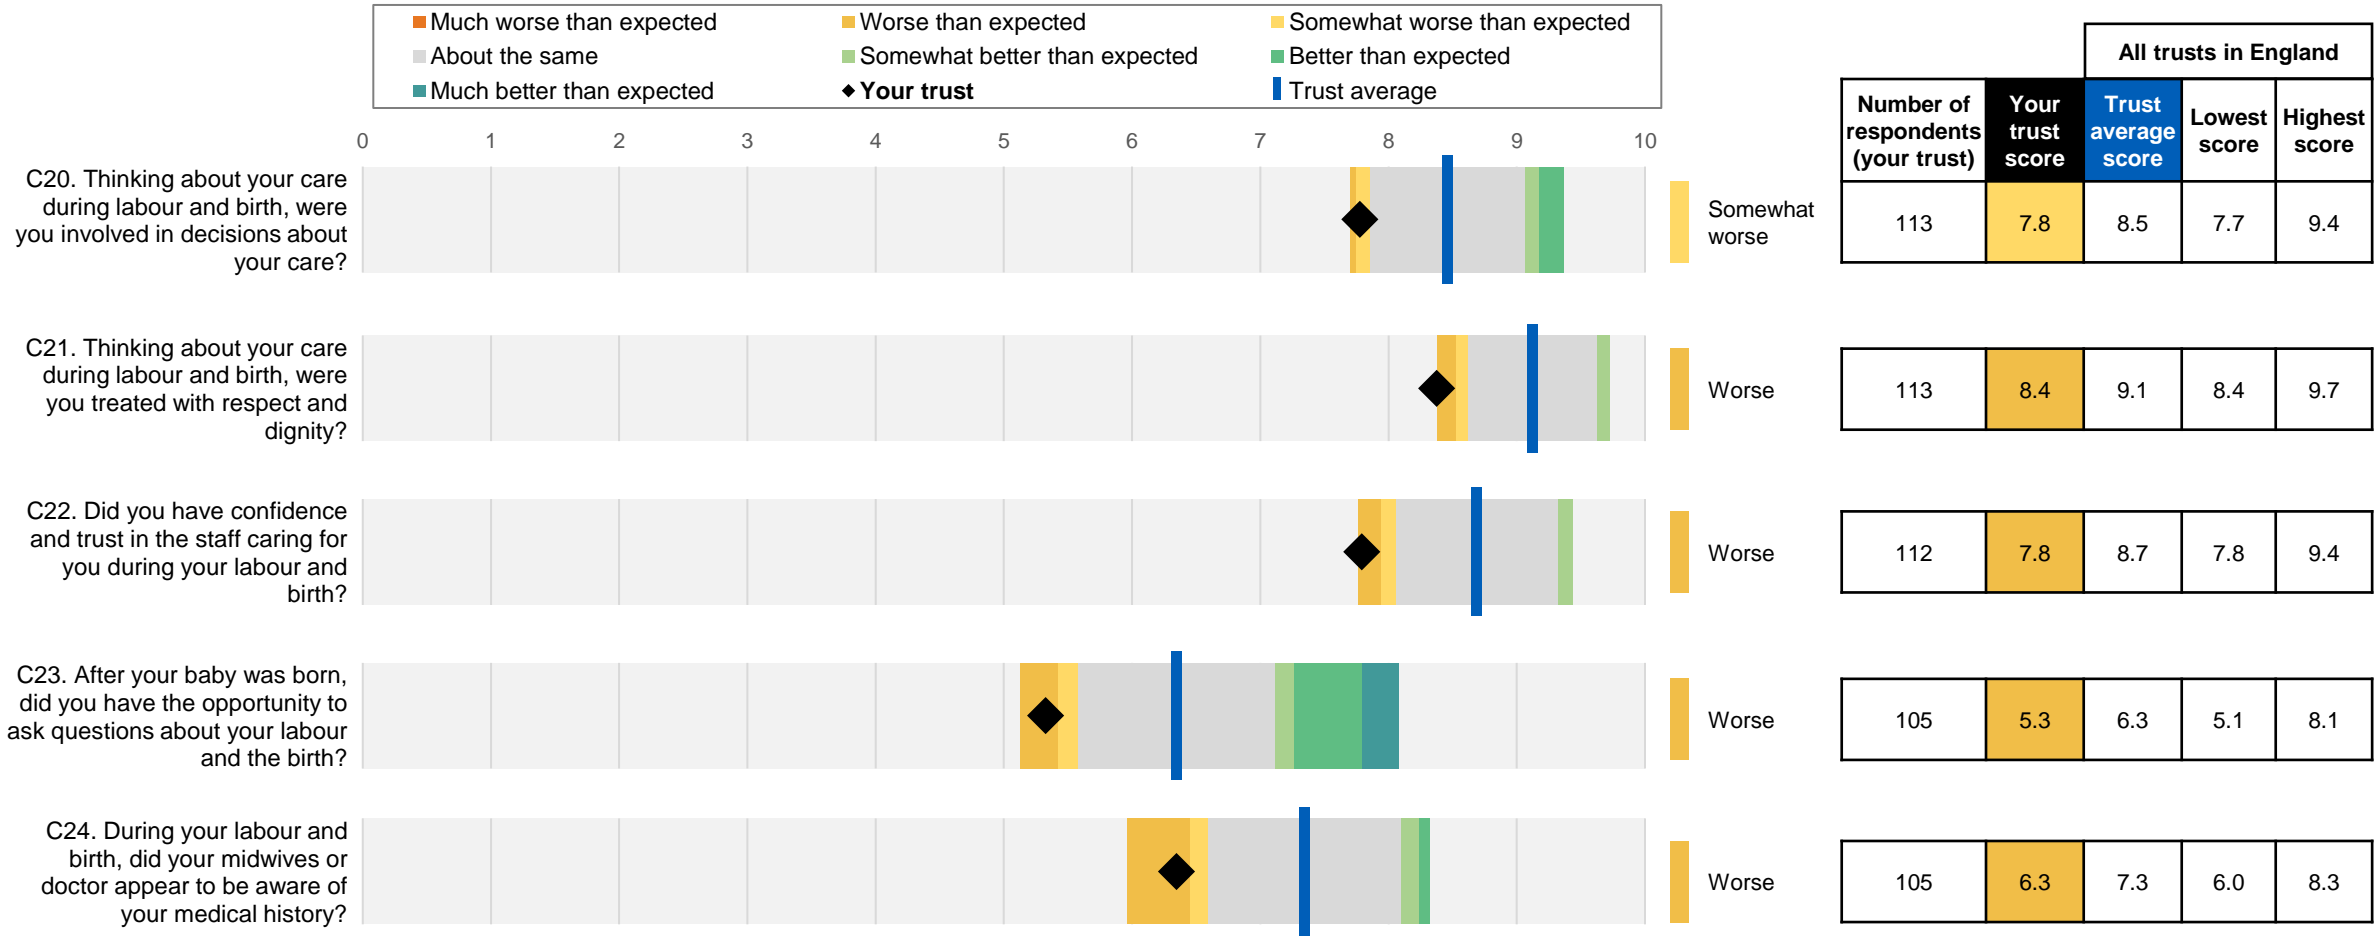 Much worse than expected
Worse than expected
Somewhat worse than expected
About the same
Somewhat better than expected
Better than expected
Much better than expected
Your trust
Trust average
All trusts in England
Number of
respondents
(your trust)
Your
trust
score
Trust
average
score
Lowest
score
Highest
score
0 1 2 3 4 5 6 7 8 9 10
C20. Thinking about your care
during labour and birth, were
you involved in decisions about
your care?
Somewhat
worse
113 7.8 8.5 7.7 9.4
C21. Thinking about your care
during labour and birth, were
you treated with respect and
dignity?
Worse
113 8.4 9.1 8.4 9.7
C22. Did you have confidence
and trust in the staff caring for
you during your labour and
birth?
Worse
112 7.8 8.7 7.8 9.4
C23. After your baby was born,
did you have the opportunity to
ask questions about your labour
and the birth?
Worse
105 5.3 6.3 5.1 8.1
C24. During your labour and
birth, did your midwives or
doctor appear to be aware of
your medical history?
Worse
105 6.3 7.3 6.0 8.3